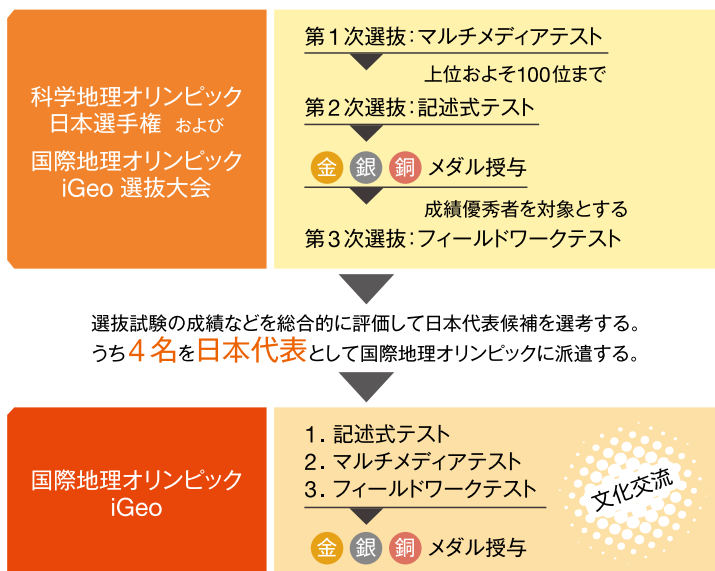 科学地理オリンピック
日本選手権 および
国際地理オリンピック
iGeo 選抜大会
第1次選抜：マルチメディアテスト
上位およそ100位まで
第2次選抜：記述式テスト
金 銀 銅 メダル授与
成績優秀者を対象とする
第3次選抜：フィールドワークテスト
選抜試験の成績などを総合的に評価して日本代表候補を選考する。
うち4名を日本代表として国際地理オリンピックに派遣する。
国際地理オリンピック
iGeo
1. 記述式テスト
2. マルチメディアテスト
3. フィールドワークテスト
文化交流
金 銀 銅 メダル授与